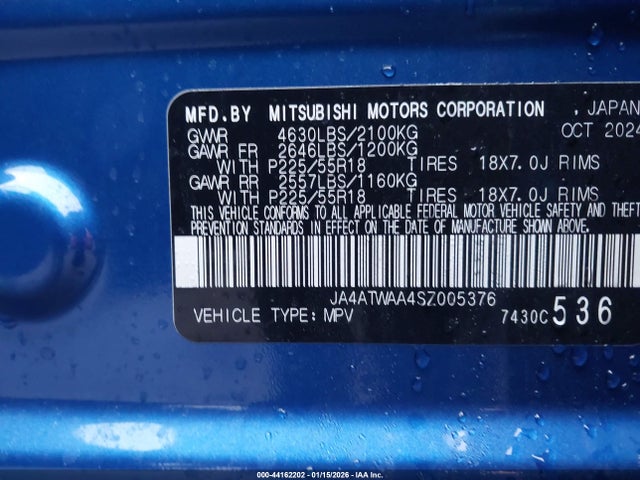 MFD.BY MITSUBISHI MOTORS CORPORATION , JAPAN
GVWR 4630LBS/2100KG OCT 2024
GAWR FR 2646LBS/1200KG
WITH P225/55R18 TIRES 18X7.0J RIMS
GAWR RR 2557LBS/1160KG
WITH P225/55R18 TIRES 18X7.0J RIMS
THIS VEHICLE CONFORMS TO ALL APPLICABLE FEDERAL MOTOR VEHICLE SAFETY AND THEFT
PREVENTION STANDARDS IN EFFECT ON THE DATE OF MANUFACTURE SHOWN ABOVE.
JA4ATWAA4SZ005376
VEHICLE TYPE: MPV 7430C 536
000-44162202 - 01/15/2026 - IAA Inc.